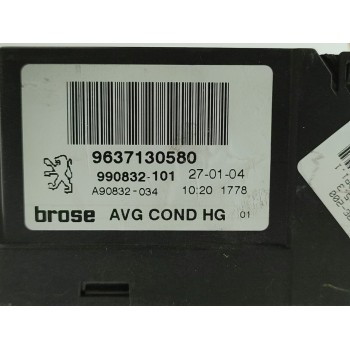 9637130580
990832-101 27-01-04
A90832-034 10:20 1778
brose AVG COND HG 01